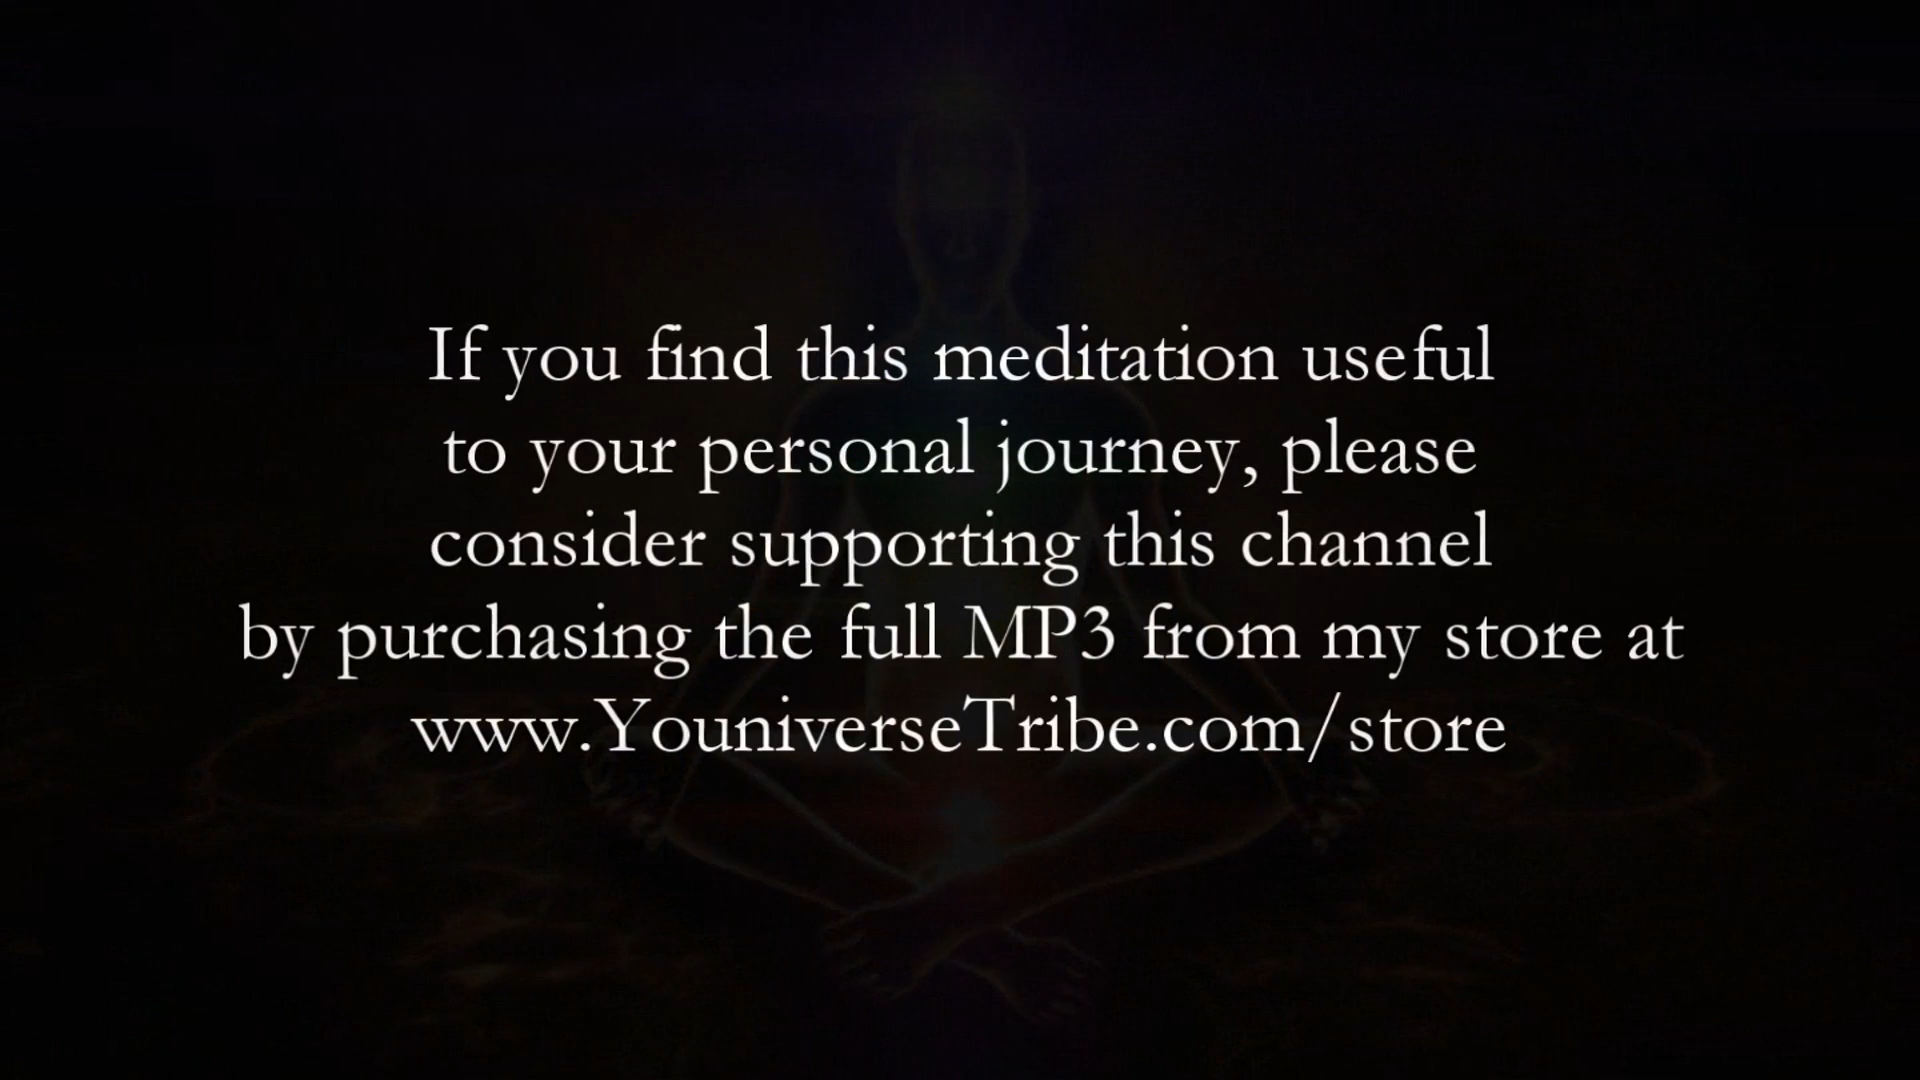 If you find this meditation useful
to your personal journey, please
consider supporting this channel
by purchasing the full MP3 from my store at
www.YouniverseTribe.com/store